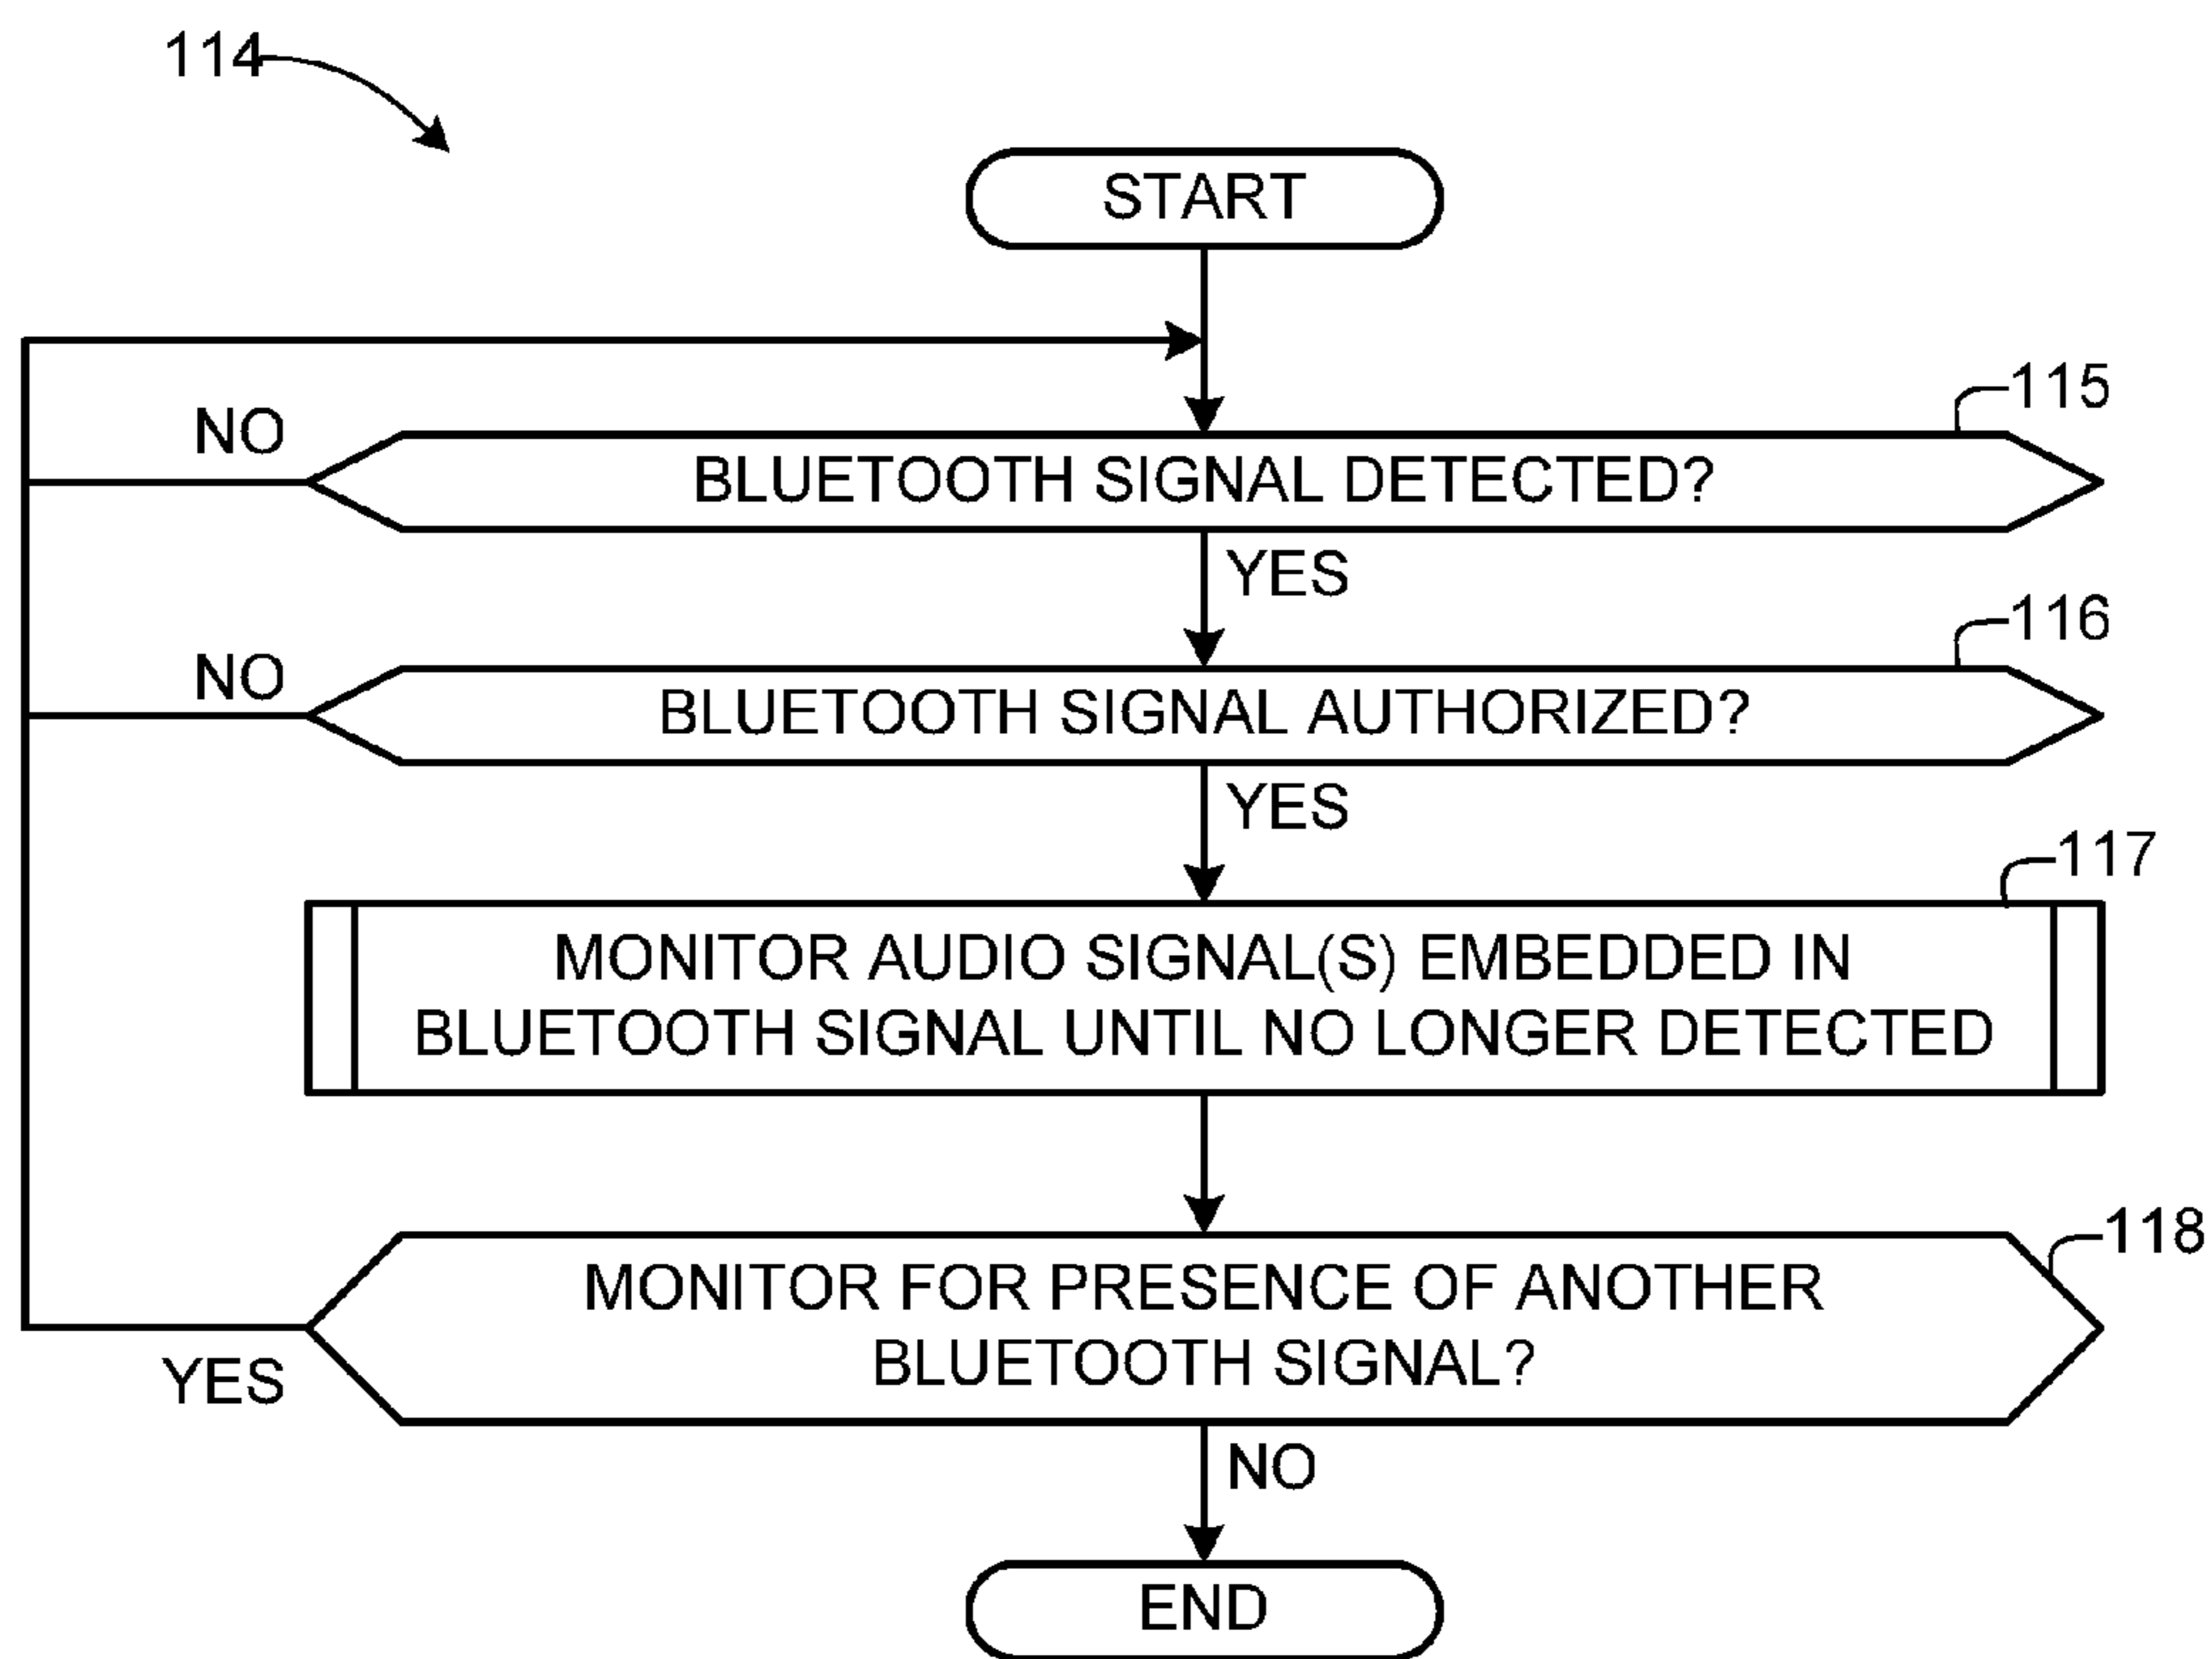 114
START
115
NO
BLUETOOTH SIGNAL DETECTED?
YES
116
NO
BLUETOOTH SIGNAL AUTHORIZED?
YES
117
MONITOR AUDIO SIGNAL(S) EMBEDDED IN
BLUETOOTH SIGNAL UNTIL NO LONGER DETECTED
118
MONITOR FOR PRESENCE OF ANOTHER
BLUETOOTH SIGNAL?
YES
NO
END